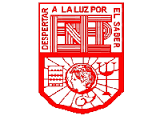 DESPERTAR A LA LUZ POR EL SABER
ENP